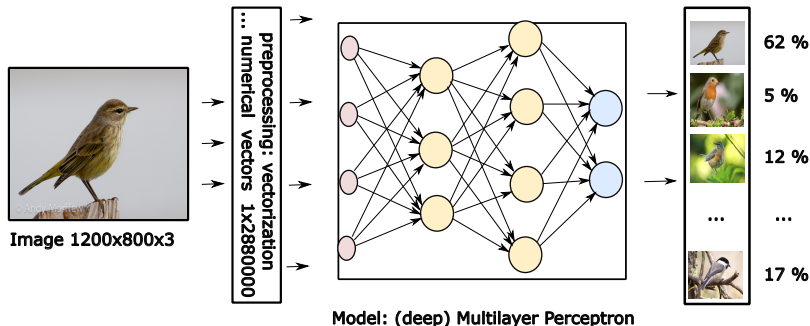 Image 1200x800x3
preprocessing: vectorization
... numerical vectors 1x2880000
Model: (deep) Multilayer Perceptron
62 %
5 %
12 %
... ...
17 %